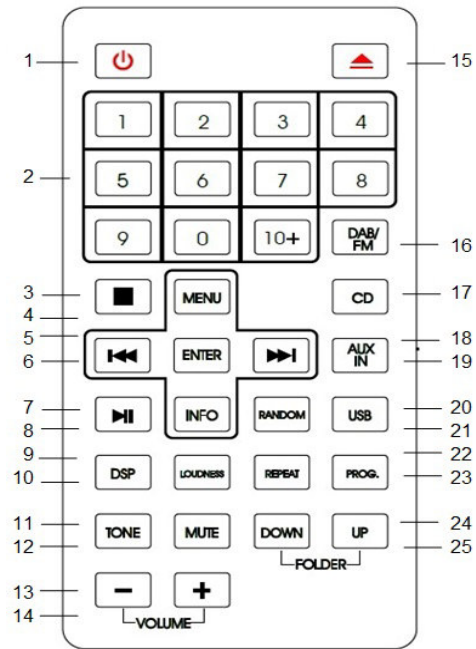 1 15
1 2 3 4
2 5 6 7 8
9 0 10+ DAB/
FM 16
3 MENU CD 17
4
5 ENTER AUX
IN 18
6 19
7 INFO RANDOM USB 20
8 21
9 DSP LOUDNESS REPEAT PROG. 22
10 23
11 TONE MUTE DOWN UP 24
12 25
FOLDER
13
14 VOLUME